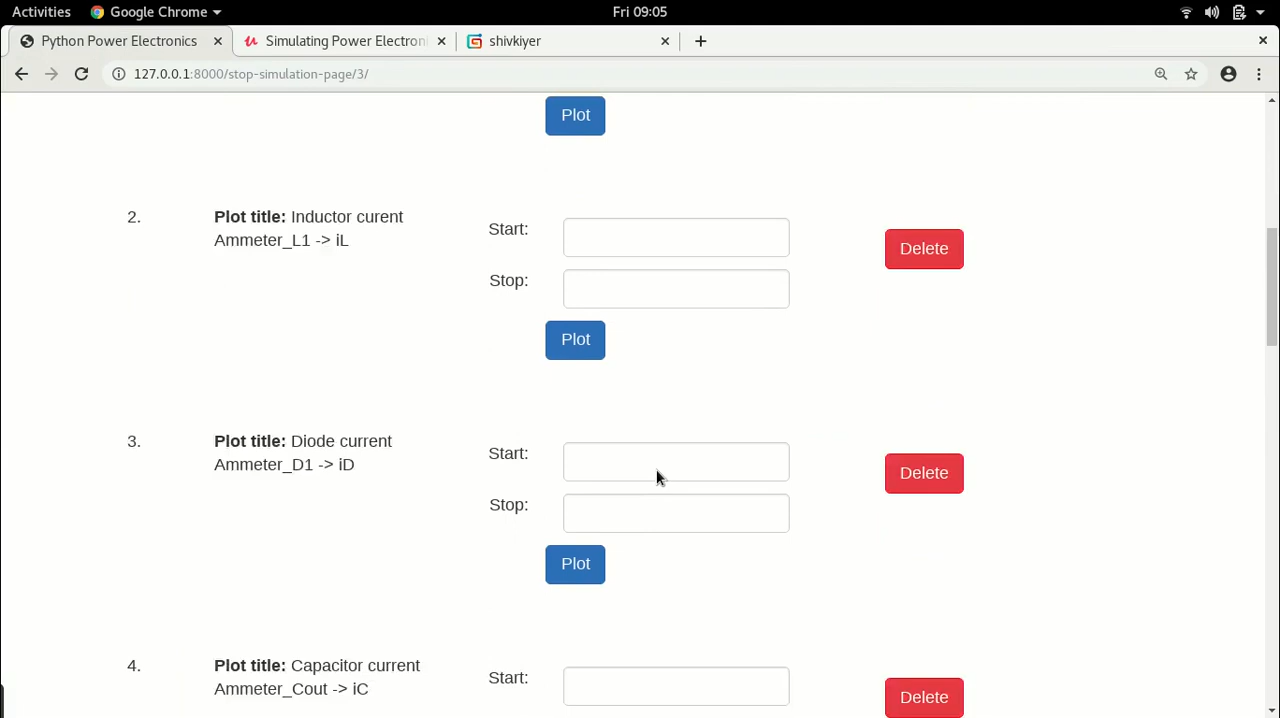 Activities Google Chrome Fri 09:05
Python Power Electronics Simulating Power Electroni shivkiyer
127.0.0.1:8000/stop-simulation-page/3/
Plot
2. Plot title: Inductor curent Start:
Ammeter_L1 -> iL Delete
Stop:
Plot
3. Plot title: Diode current Start:
Ammeter_D1 -> iD Delete
Stop:
Plot
4. Plot title: Capacitor current Start:
Ammeter_Cout -> iC Delete